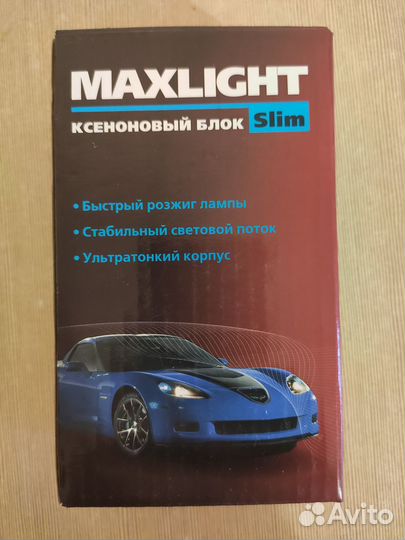 MAXLIGHT
КСЕНОНОВЫЙ БЛОК Slim
• Быстрый розжиг лампы
• Стабильный световой поток
• Ультратонкий корпус
Avito